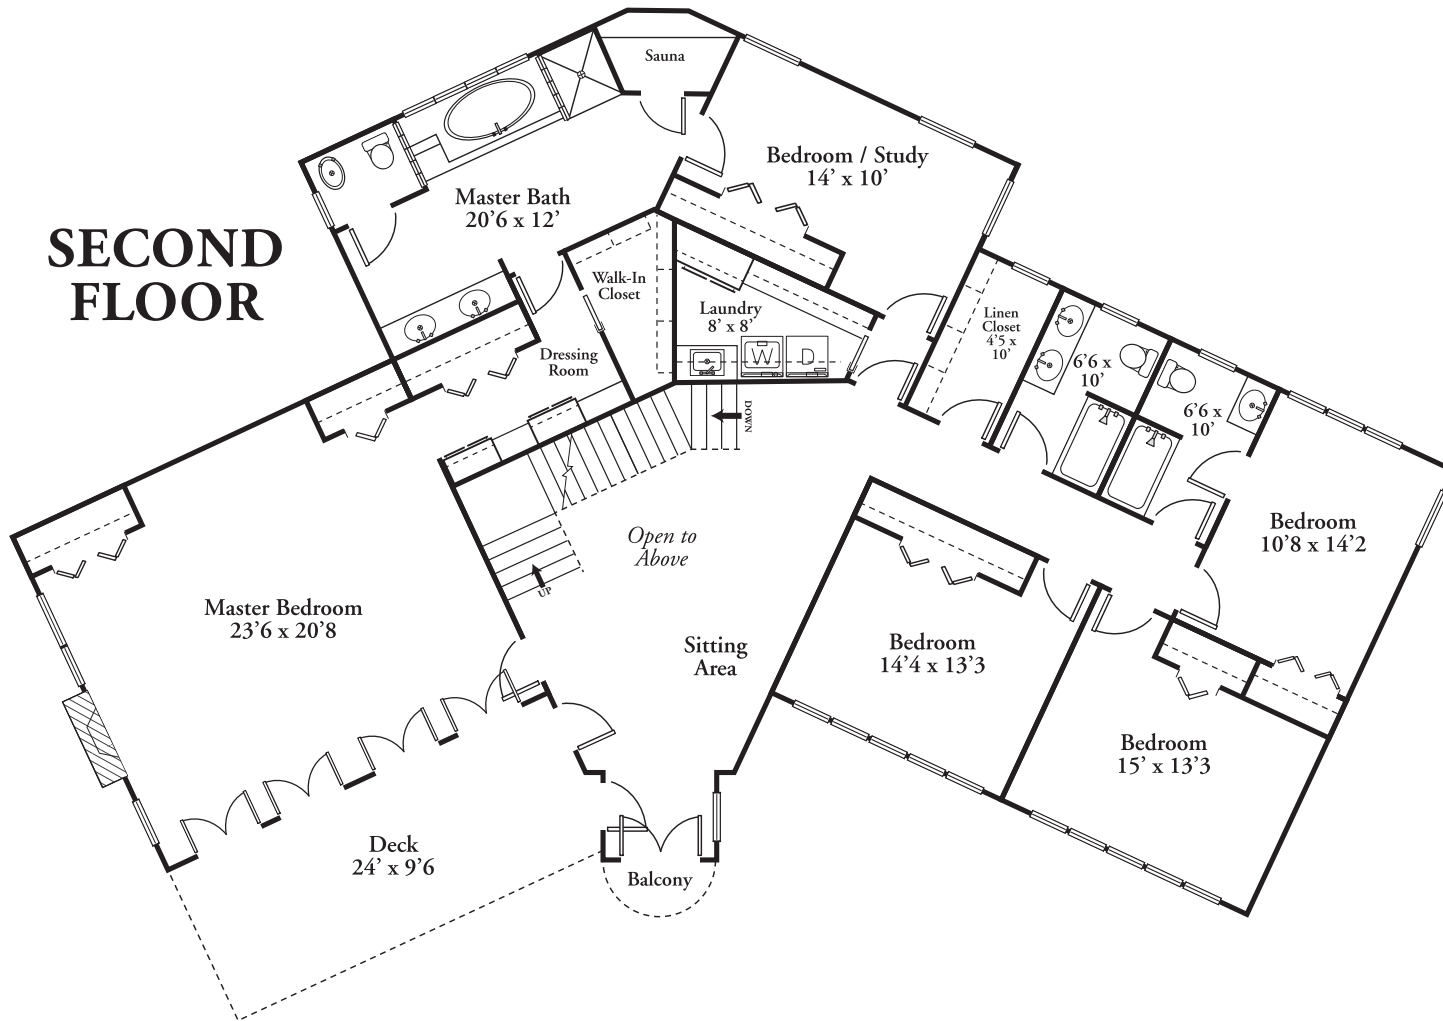 SECOND
FLOOR
Sauna
Bedroom / Study
14' x 10'
Master Bath
20'6 x 12'
Walk-In
Closet
Laundry
8' x 8'
W
D
Linen
Closet
4'5 x
10'
6'6 x
10'
6'6 x
10'
Dressing
Room
DOWN
Open to
Above
UP
Bedroom
10'8 x 14'2
Master Bedroom
23'6 x 20'8
Sitting
Area
Bedroom
14'4 x 13'3
Bedroom
15' x 13'3
Deck
24' x 9'6
Balcony